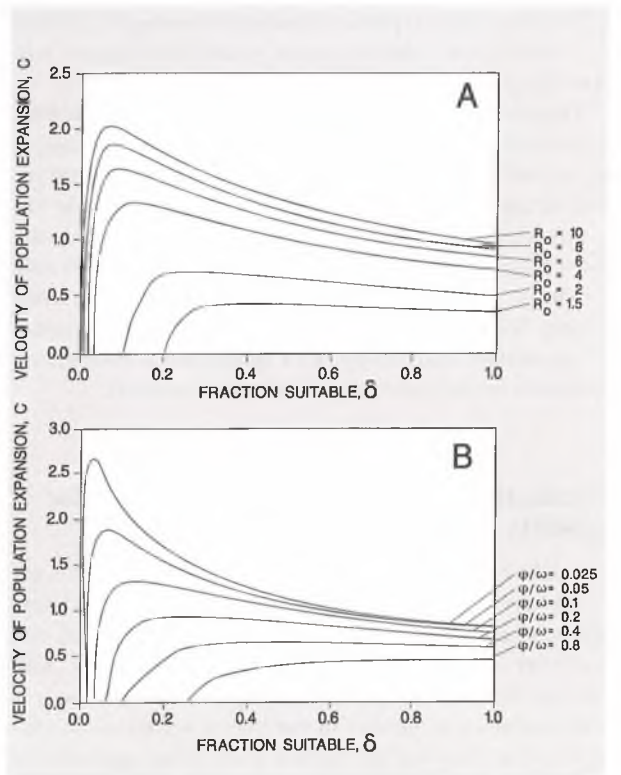 A
VELOCITY OF POPULATION EXPANSION, C
2.5
2.0
1.5
1.0
0.5
0.0
0.0 0.2 0.4 0.6 0.8 1.0
FRACTION SUITABLE, δ
R₀ = 10
R₀ = 8
R₀ = 6
R₀ = 4
R₀ = 2
R₀ = 1.5
B
VELOCITY OF POPULATION EXPANSION, C
3.0
2.5
2.0
1.5
1.0
0.5
0.0
0.0 0.2 0.4 0.6 0.8 1.0
FRACTION SUITABLE, δ
φ/ω= 0.025
φ/ω= 0.05
φ/ω= 0.1
φ/ω= 0.2
φ/ω= 0.4
φ/ω= 0.8